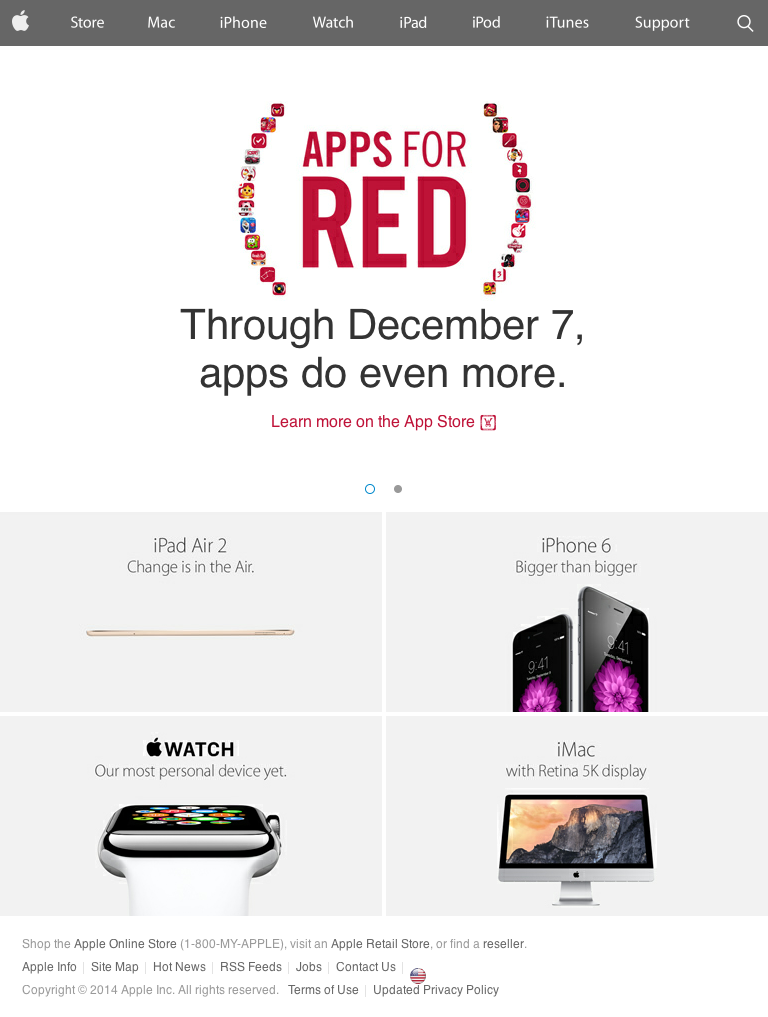 Store Mac iPhone Watch iPad iPod iTunes Support
APPS FOR
RED
Through December 7,
apps do even more.
Learn more on the App Store
iPad Air 2
Change is in the Air.
iPhone 6
Bigger than bigger
9:41
9:41
WATCH
Our most personal device yet.
iMac
with Retina 5K display
Shop the Apple Online Store (1-800-MY-APPLE), visit an Apple Retail Store, or find a reseller.
Apple Info Site Map Hot News RSS Feeds Jobs Contact Us
Copyright © 2014 Apple Inc. All rights reserved. Terms of Use Updated Privacy Policy